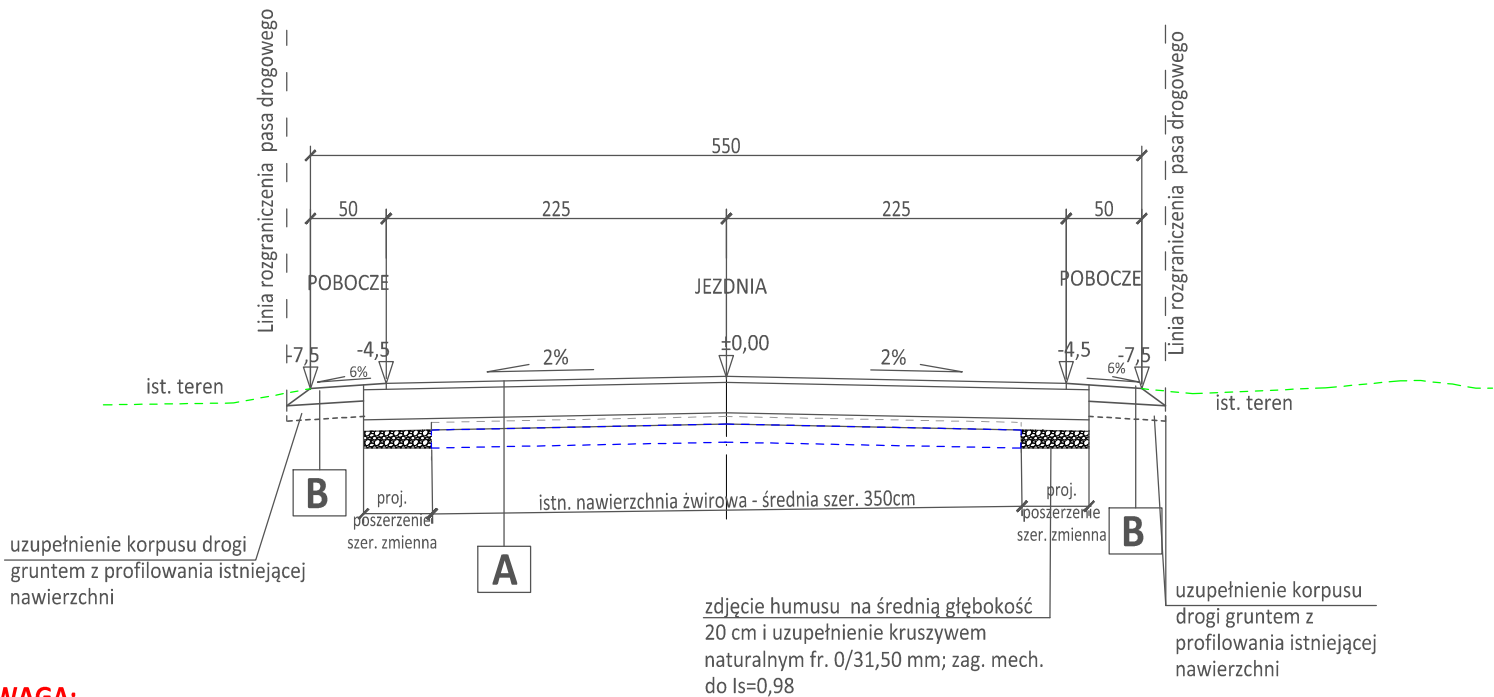 Linia rozgraniczenia pasa drogowego
Linia rozgraniczenia pasa drogowego
550
50
225
225
50
POBOCZE
JEZDNIA
POBOCZE
-7,5
-4,5
±0,00
-4,5
-7,5
6%
2%
2%
6%
ist. teren
ist. teren
B
proj.
poszerzenie
szer. zmienna
istn. nawierzchnia żwirowa - średnia szer. 350cm
proj.
poszerzenie
szer. zmienna
B
A
uzupełnienie korpusu drogi
gruntem z profilowania istniejącej
nawierzchni
zdjęcie humusu na średnią głębokość
20 cm i uzupełnienie kruszywem
naturalnym fr. 0/31,50 mm; zag. mech.
do Is=0,98
uzupełnienie korpusu
drogi gruntem z
profilowania istniejącej
nawierzchni
WAGA: